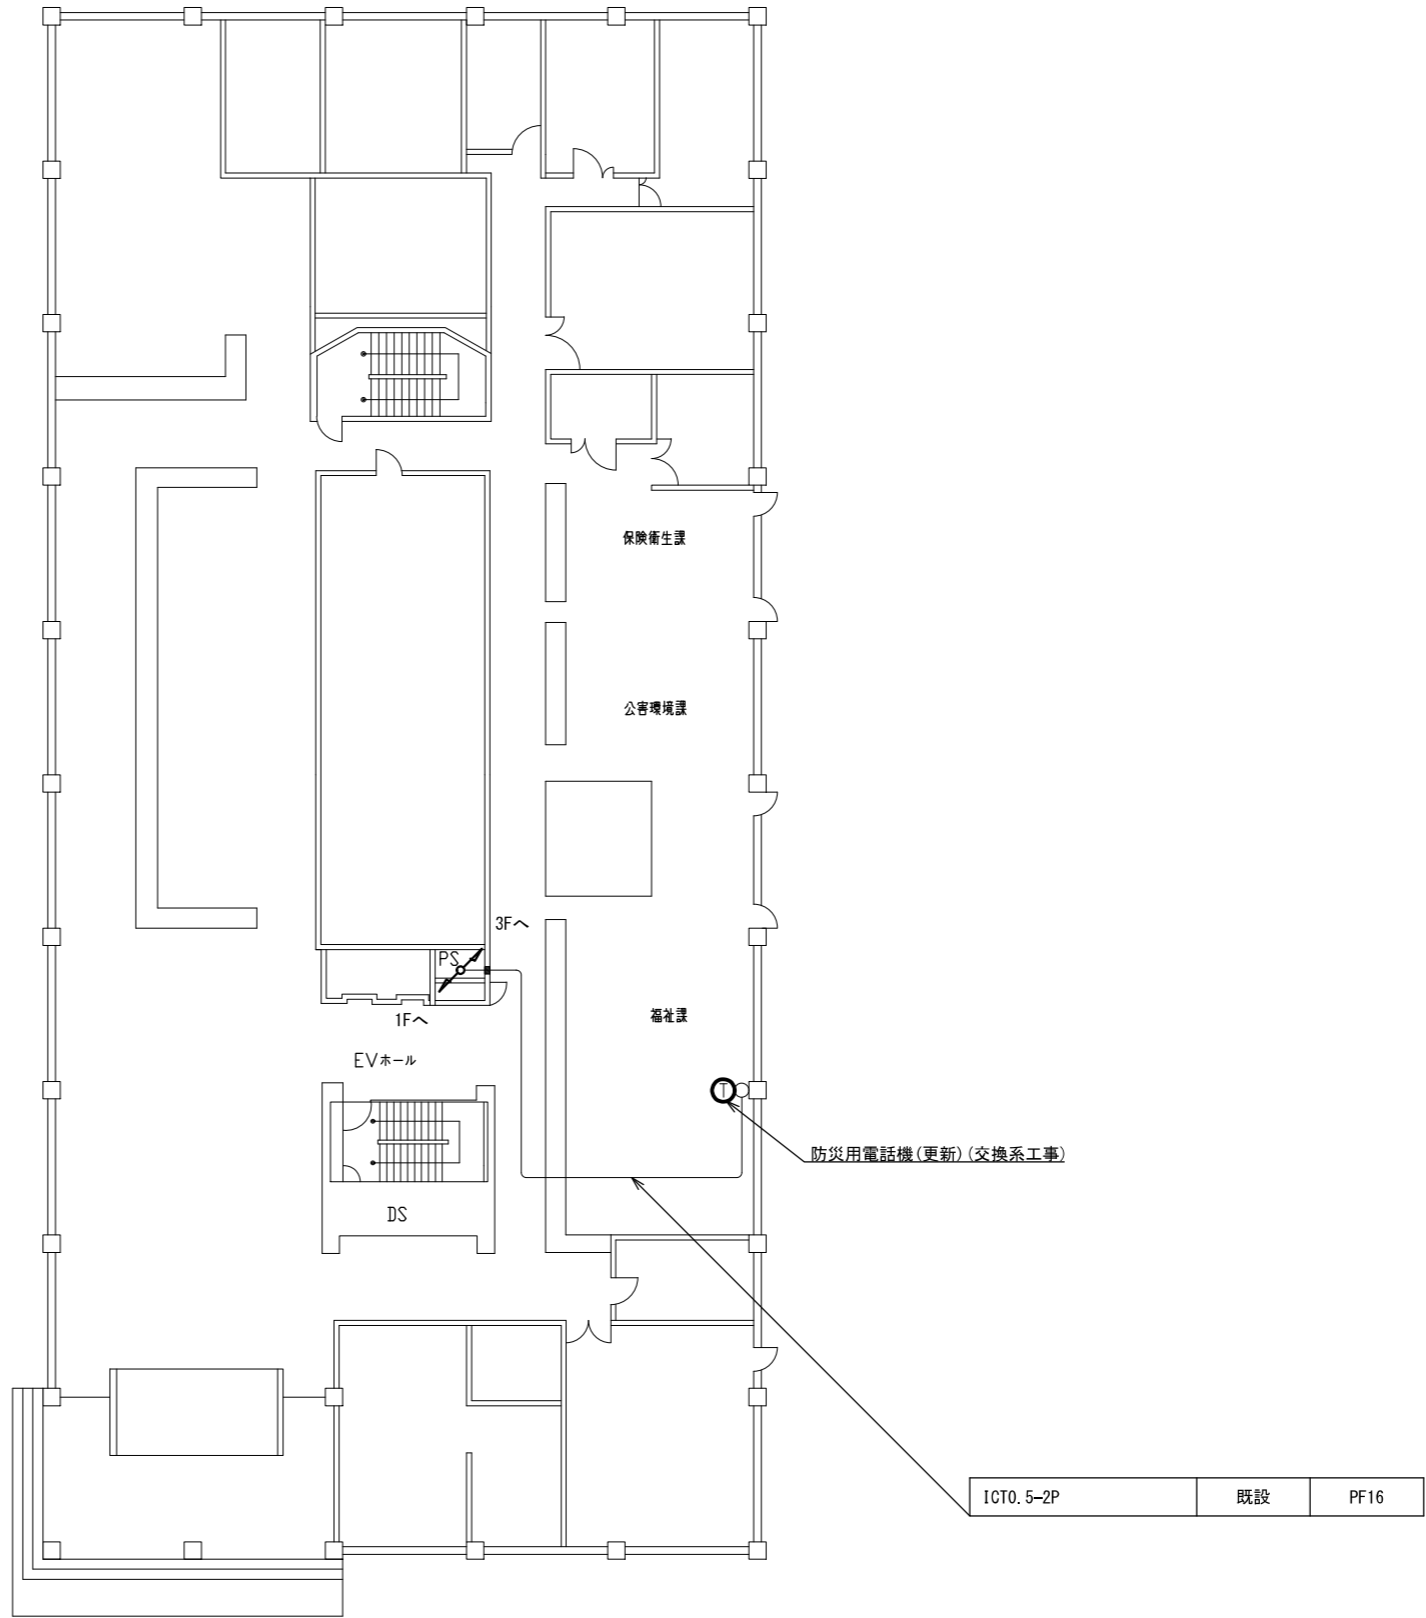 保険衛生課
公害環境課
3Fへ
PS
1Fへ
福祉課
EVホール
T
防災用電話機(更新)(交換系工事)
DS
ICT0.5-2P 既設 PF16